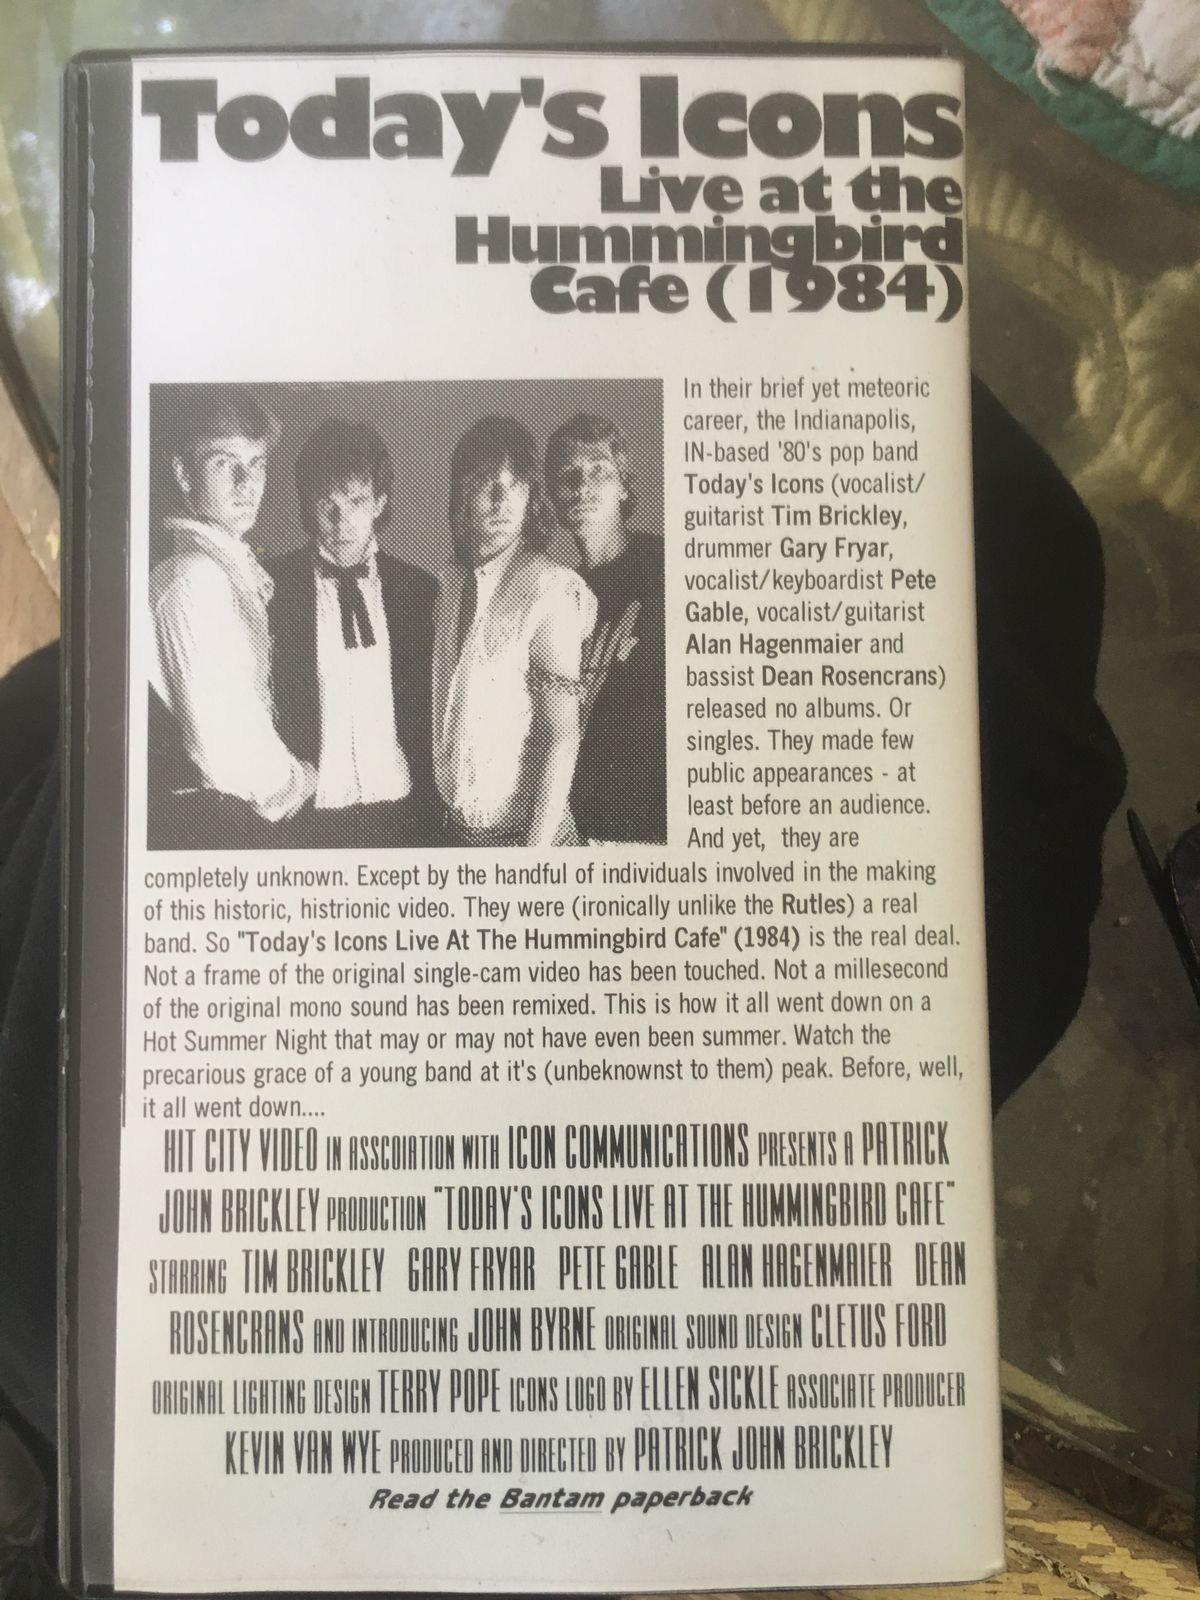 Today's Icons
Live at the
Hummingbird
Cafe (1984)
In their brief yet meteoric
career, the Indianapolis,
IN-based '80's pop band
Today's Icons (vocalist/
guitarist Tim Brickley,
drummer Gary Fryar,
vocalist/keyboardist Pete
Gable, vocalist/guitarist
Alan Hagenmaier and
bassist Dean Rosencrans)
released no albums. Or
singles. They made few
public appearances - at
least before an audience.
And yet, they are
completely unknown. Except by the handful of individuals involved in the making
of this historic, histrionic video. They were (ironically unlike the Rutles) a real
band. So "Today's Icons Live At The Hummingbird Cafe" (1984) is the real deal.
Not a frame of the original single-cam video has been touched. Not a millesecond
of the original mono sound has been remixed. This is how it all went down on a
Hot Summer Night that may or may not have even been summer. Watch the
precarious grace of a young band at it's (unbeknownst to them) peak. Before, well,
it all went down....
HIT CITY VIDEO IN ASSCOIATION WITH ICON COMMUNICATIONS PRESENTS A PATRICK
JOHN BRICKLEY PRODUCTION "TODAY'S ICONS LIVE AT THE HUMMINGBIRD CAFE"
STARRING TIM BRICKLEY GARY FRYAR PETE GABLE ALAN HAGENMAIER DEAN
ROSENCRANS AND INTRODUCING JOHN BYRNE ORIGINAL SOUND DESIGN CLETUS FORD
ORIGINAL LIGHTING DESIGN TERRY POPE ICONS LOGO BY ELLEN SICKLE ASSOCIATE PRODUCER
KEVIN VAN WYE PRODUCED AND DIRECTED BY PATRICK JOHN BRICKLEY
Read the Bantam paperback